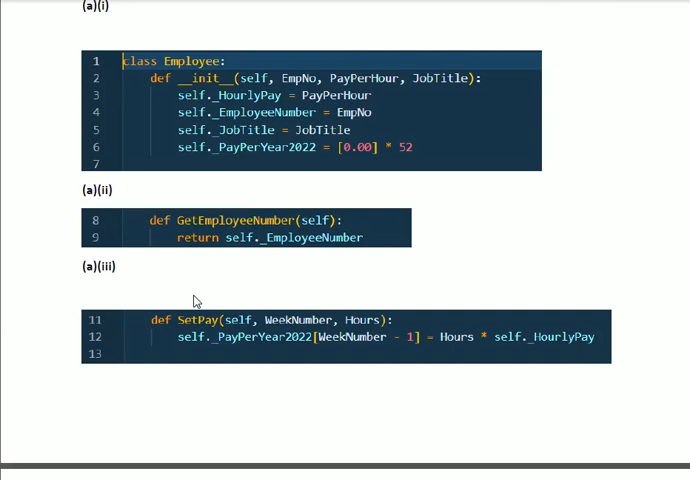 (a)(i)
1 class Employee:
2 def __init__(self, EmpNo, PayPerHour, JobTitle):
3 self._HourlyPay = PayPerHour
4 self._EmployeeNumber = EmpNo
5 self._JobTitle = JobTitle
6 self._PayPerYear2022 = [0.00] * 52
7
(a)(ii)
8 def GetEmployeeNumber(self):
9 return self._EmployeeNumber
(a)(iii)
11 def SetPay(self, WeekNumber, Hours):
12 self._PayPerYear2022[WeekNumber - 1] = Hours * self._HourlyPay
13